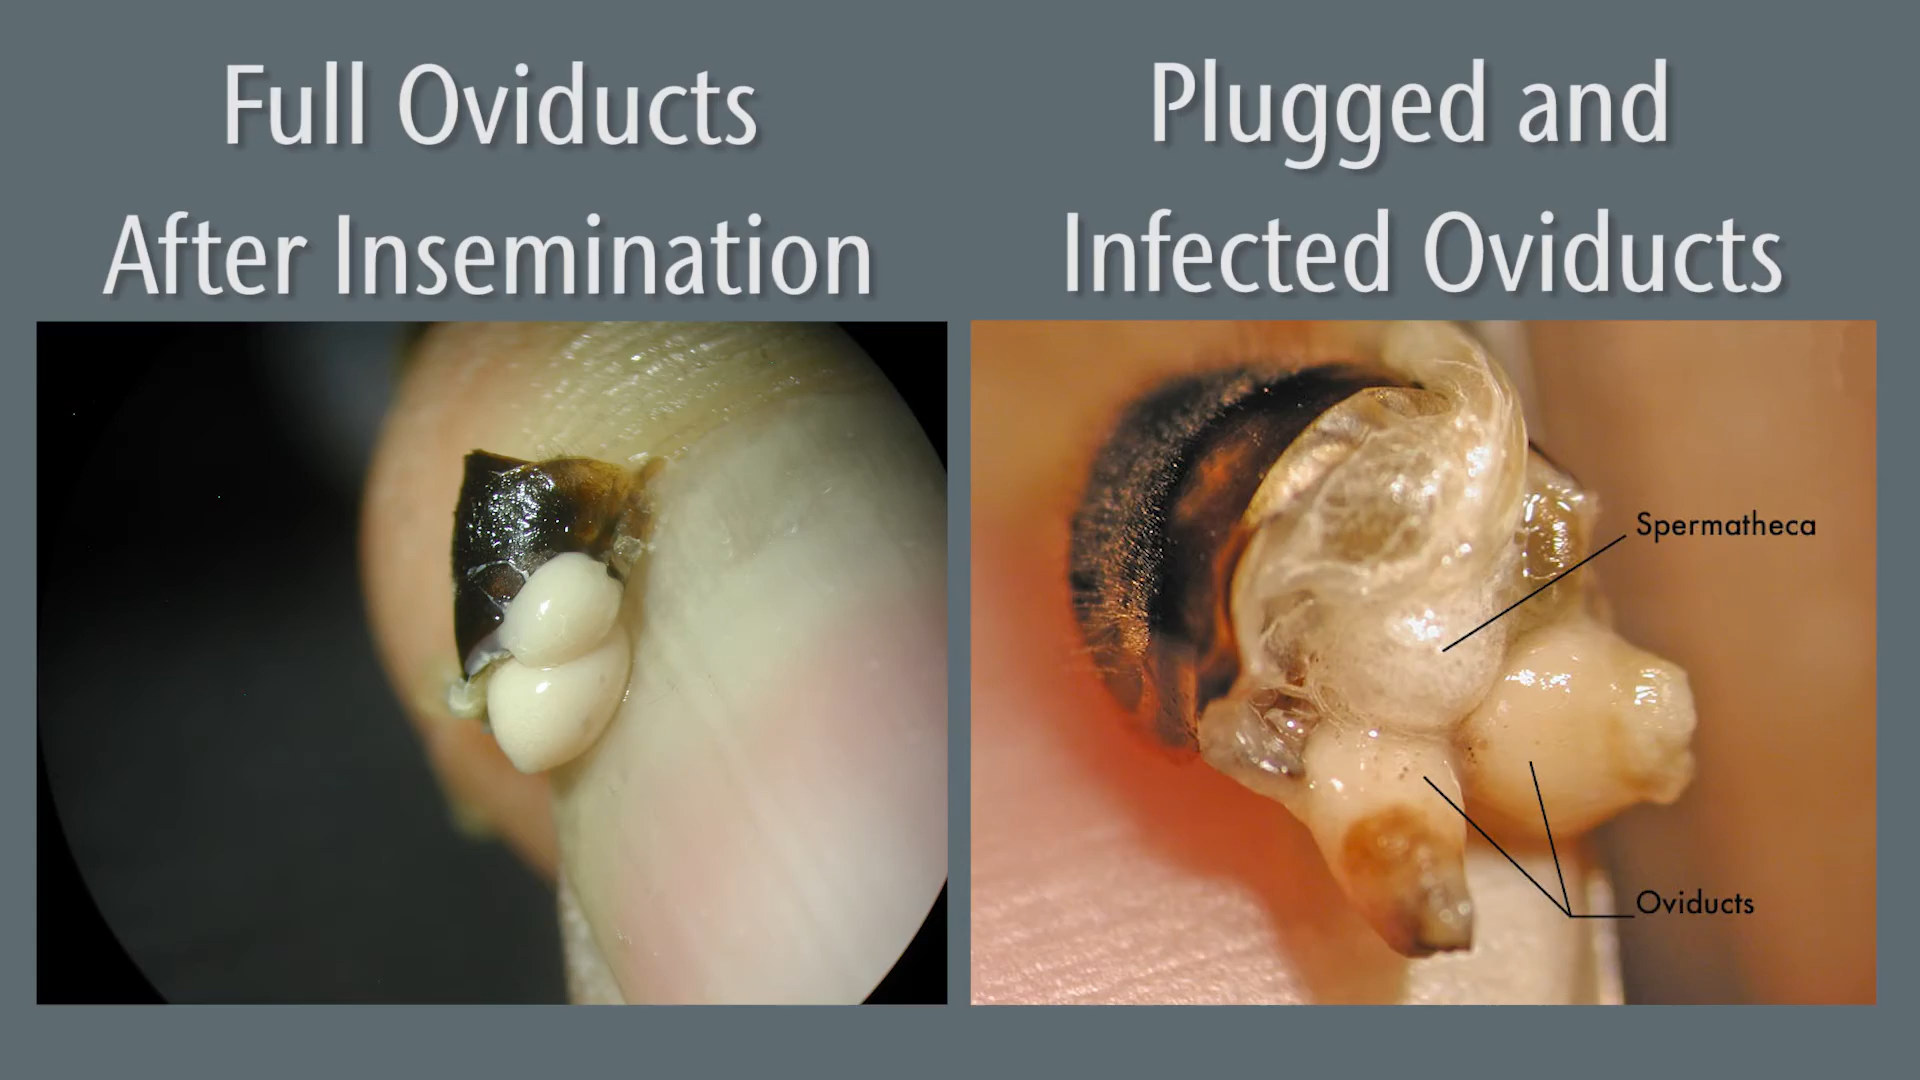 Full Oviducts
After Insemination
Plugged and
Infected Oviducts
Spermatheca
Oviducts